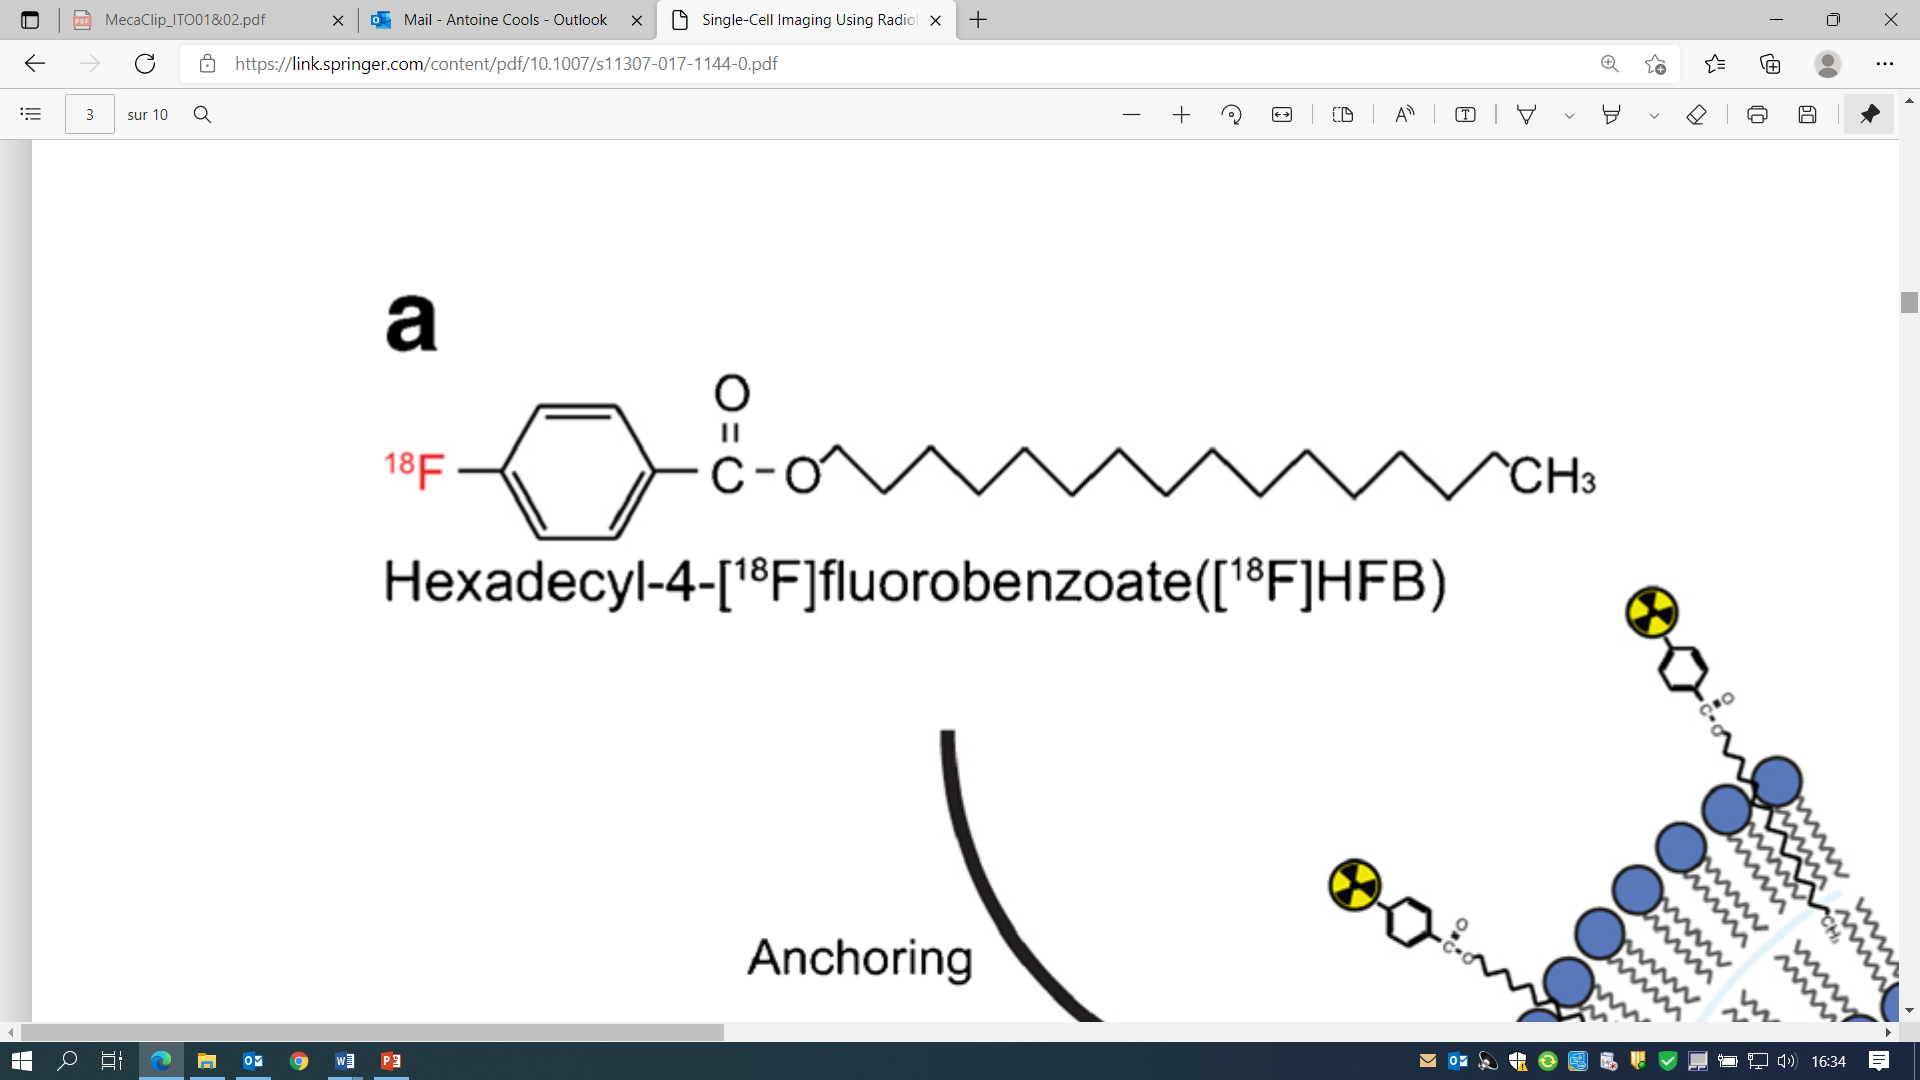 MecaClip_ITO01&02.pdf
Mail - Antoine Cools - Outlook
Single-Cell Imaging Using Radiol
https://link.springer.com/content/pdf/10.1007/s11307-017-1144-0.pdf
3 sur 10
a
O
18F
C - O
CH3
Hexadecyl-4-[18F]fluorobenzoate([18F]HFB)
C O
O
CH3
Anchoring
C O
O
16:34